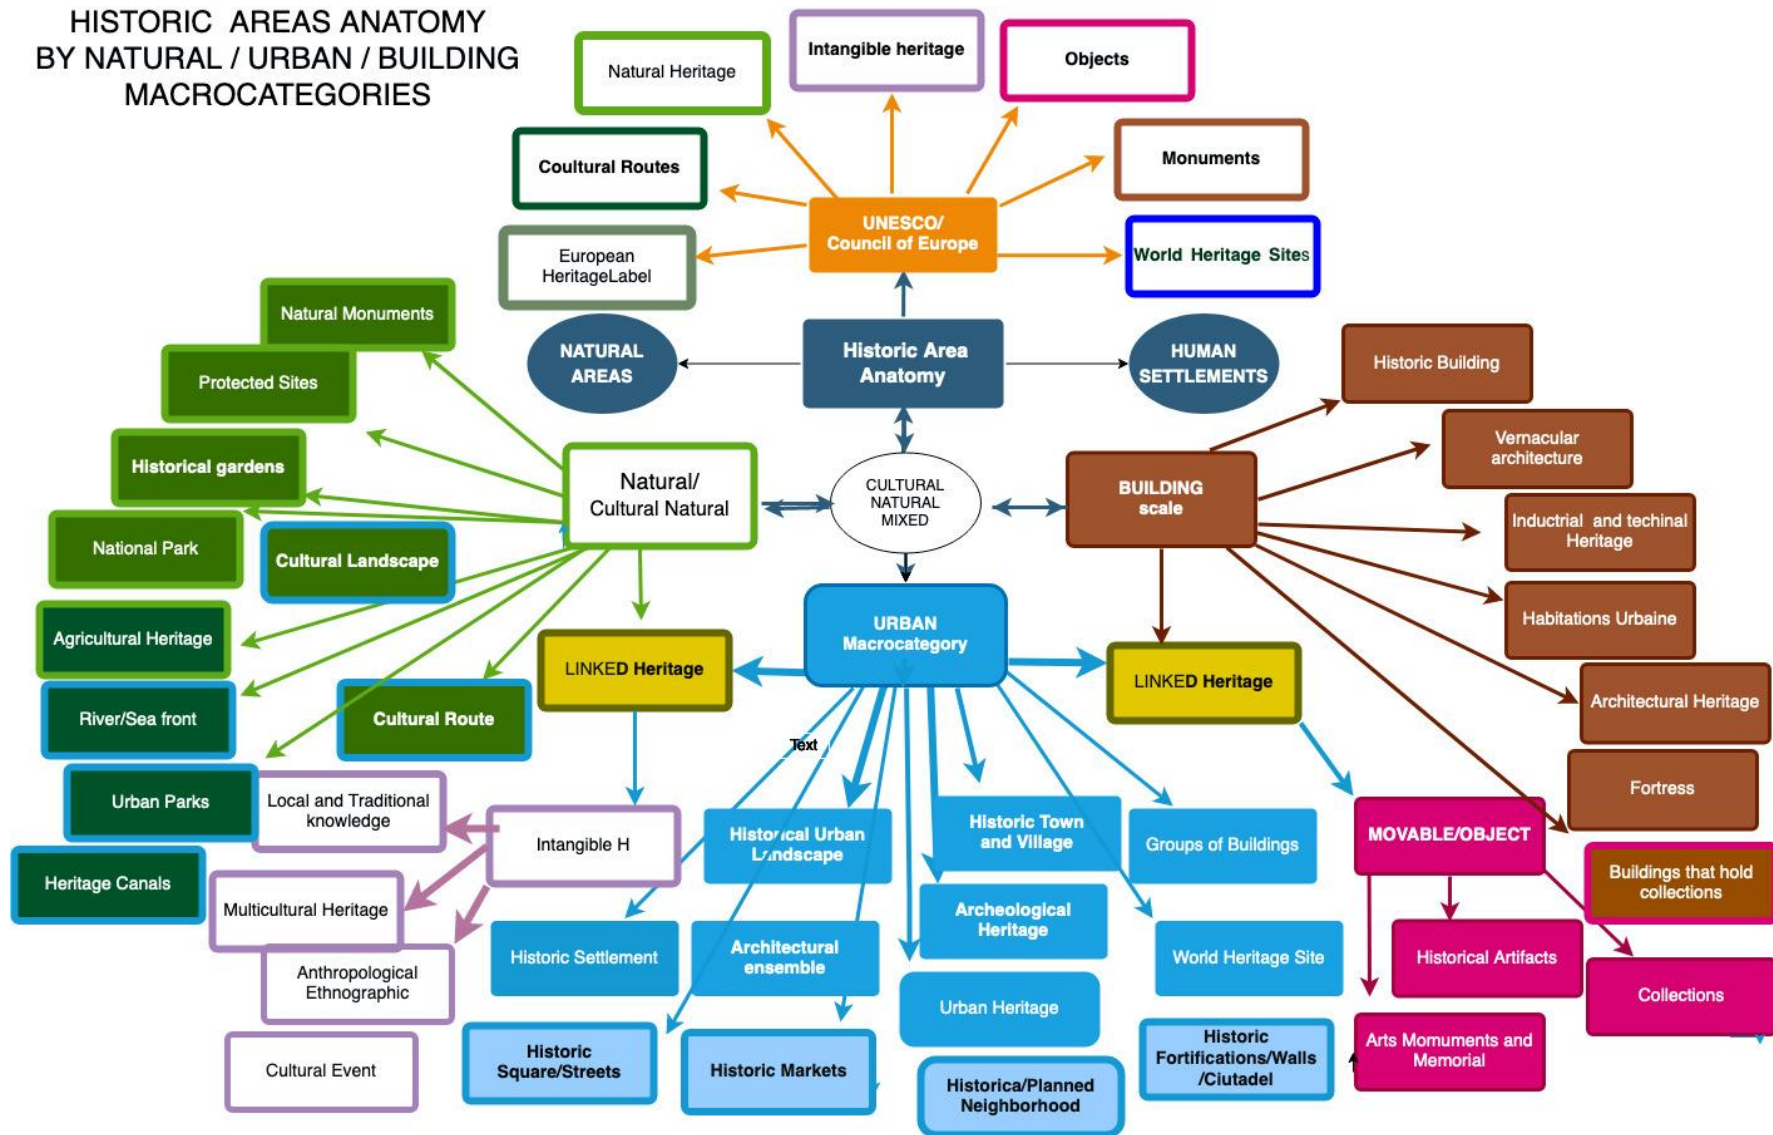 HISTORIC AREAS ANATOMY
BY NATURAL / URBAN / BUILDING
MACROCATEGORIES
Natural Heritage
Intangible heritage
Objects
Coultural Routes
Monuments
UNESCO/
Council of Europe
European
HeritageLabel
World Heritage Sites
Natural Monuments
NATURAL
AREAS
Historic Area
Anatomy
HUMAN
SETTLEMENTS
Historic Building
Protected Sites
Vernacular
architecture
Historical gardens
Natural/
Cultural Natural
CULTURAL
NATURAL
MIXED
BUILDING
scale
Inductrial and techinal
Heritage
National Park
Cultural Landscape
Habitations Urbaine
Agricultural Heritage
LINKED Heritage
URBAN
Macrocategory
LINKED Heritage
Architectural Heritage
River/Sea front
Cultural Route
Text
Fortress
Urban Parks
Local and Traditional
knowledge
Intangible H
Historical Urban
Landscape
Historic Town
and Village
Groups of Buildings
MOVABLE/OBJECT
Buildings that hold
collections
Heritage Canals
Multicultural Heritage
Archeological
Heritage
Historic Settlement
Architectural
ensemble
World Heritage Site
Historical Artifacts
Anthropological
Ethnographic
Urban Heritage
Collections
Cultural Event
Historic
Square/Streets
Historic Markets
Historica/Planned
Neighborhood
Historic
Fortifications/Walls
/Ciutadel
Arts Momuments and
Memorial